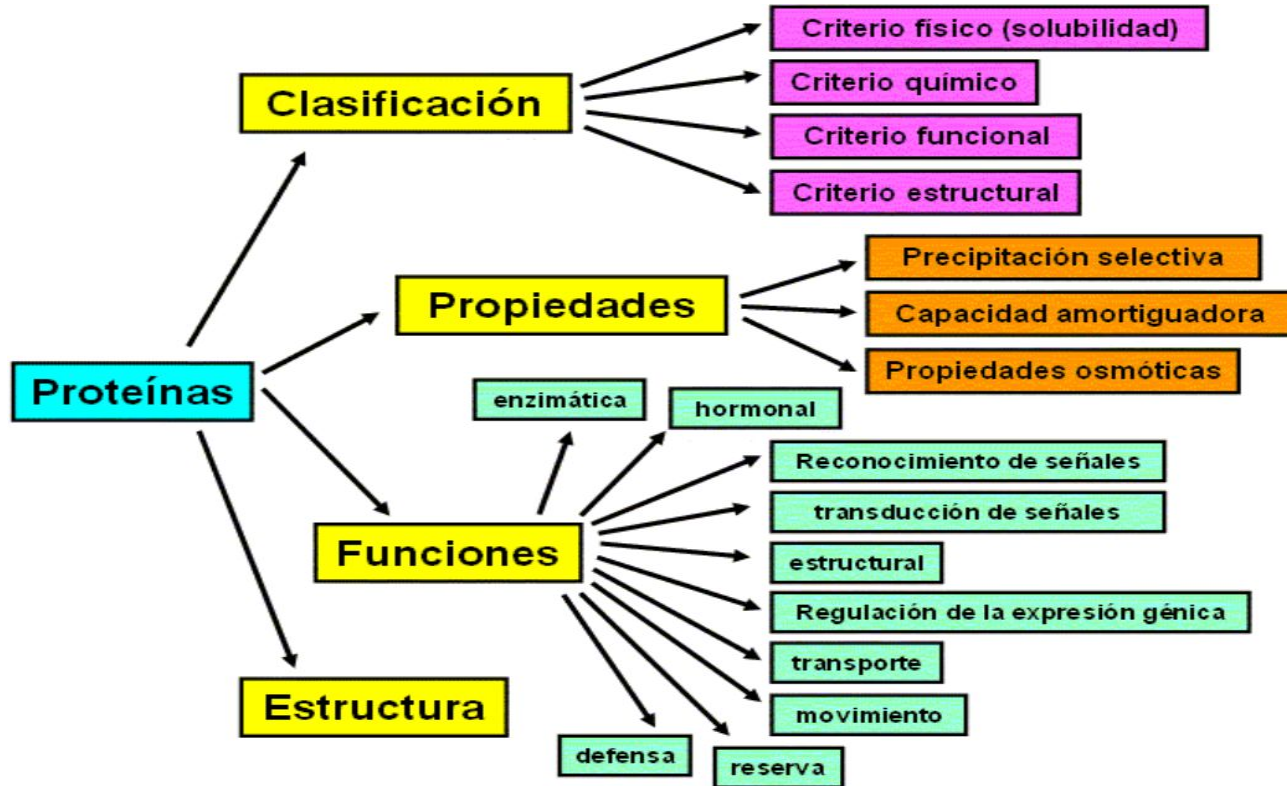 Criterio físico (solubilidad)
Clasificación
Criterio químico
Criterio funcional
Criterio estructural
Precipitación selectiva
Propiedades
Capacidad amortiguadora
Propiedades osmóticas
Proteínas
enzimática
hormonal
Reconocimiento de señales
transducción de señales
Funciones
estructural
Regulación de la expresión génica
transporte
Estructura
movimiento
defensa
reserva